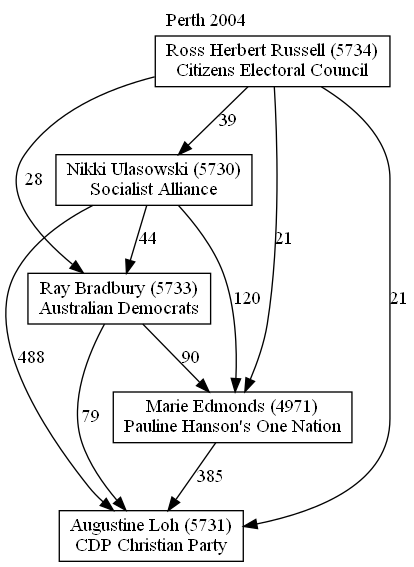 Perth 2004
Ross Herbert Russell (5734)
Citizens Electoral Council
39
Nikki Ulasowski (5730)
Socialist Alliance
28
44
21
Ray Bradbury (5733)
Australian Democrats
120
21
488
90
79
Marie Edmonds (4971)
Pauline Hanson's One Nation
385
Augustine Loh (5731)
CDP Christian Party